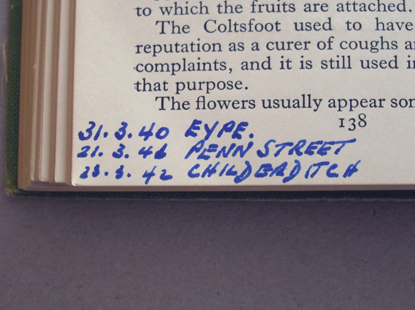 to which the fruits are attached.
The Coltsfoot used to have
reputation as a curer of coughs a
complaints, and it is still used i
that purpose.
The flowers usually appear so
138
31.3.40 EYPE.
21.3.46 PENN STREET
28.3.42 CHILDERDITCH